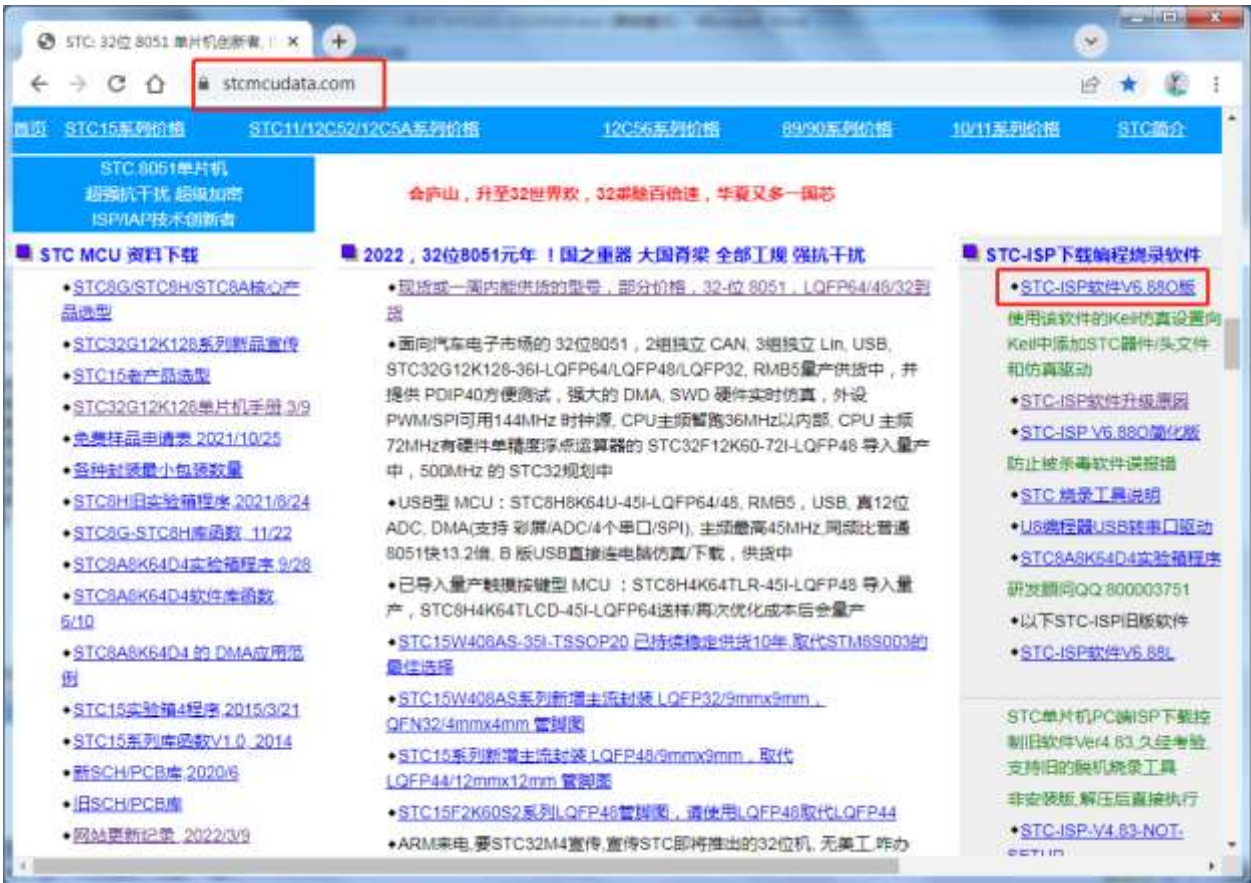 STC: 32位 8051 单片机创新者, I
stcmcudata.com
首页 STC15系列价格 STC11/12C52/12C5A系列价格 12C56系列价格 89/90系列价格 10/11系列价格 STC简介
STC 8051单片机
超强抗干扰 超级加密
ISP/IAP技术创新者
会庐山，升至32世界欢，32乘除百倍速，华夏又多一国芯
STC MCU 资料下载
◆STC8G/STC8H/STC8A核心产
品选型
◆STC32G12K128系列新品宣传
◆STC15老产品选型
◆STC32G12K128单片机手册 3/9
◆免费样品申请表 2021/10/25
◆各种封装最小包装数量
◆STC8H旧实验箱程序,2021/6/24
◆STC8G-STC8H库函数, 11/22
◆STC8A8K64D4实验箱程序,9/28
◆STC8A8K64D4软件库函数,
6/10
◆STC8A8K64D4 的 DMA应用范
例
◆STC15实验箱4程序,2015/3/21
◆STC15系列库函数V1.0, 2014
◆新SCH/PCB库,2020/6
◆旧SCH/PCB库
◆网站更新纪录, 2022/3/9
2022，32位8051元年 ！国之重器 大国脊梁 全部工规 强抗干扰
◆现货或一周内能供货的型号，部分价格，32-位 8051，LQFP64/48/32到
货
◆面向汽车电子市场的 32位8051，2组独立 CAN, 3组独立 Lin, USB,
STC32G12K128-36I-LQFP64/LQFP48/LQFP32, RMB5量产供货中，并
提供 PDIP40方便测试，强大的 DMA, SWD 硬件实时仿真，外设
PWM/SPI可用144MHz 时钟源, CPU主频暂跑36MHz以内部, CPU 主频
72MHz有硬件单精度浮点运算器的 STC32F12K60-72I-LQFP48 导入量产
中，500MHz 的 STC32规划中
◆USB型 MCU：STC8H8K64U-45I-LQFP64/48, RMB5，USB, 真12位
ADC, DMA(支持 彩屏/ADC/4个串口/SPI), 主频最高45MHz,同频比普通
8051快13.2倍, B 版USB直接连电脑仿真/下载，供货中
◆已导入量产触摸按键型 MCU ：STC8H4K64TLR-45I-LQFP48 导入量
产，STC8H4K64TLCD-45I-LQFP64送样/再次优化成本后会量产
◆STC15W408AS-35I-TSSOP20 已持续稳定供货10年,取代STM8S003的
最佳选择
◆STC15W408AS系列新增主流封装 LQFP32/9mmx9mm，
QFN32/4mmx4mm 管脚图
◆STC15系列新增主流封装 LQFP48/9mmx9mm，取代
LQFP44/12mmx12mm 管脚图
◆STC15F2K60S2系列LQFP48管脚图，请使用LQFP48取代LQFP44
◆ARM来电,要STC32M4宣传,宣传STC即将推出的32位机, 无美工,咋办
STC-ISP下载编程烧录软件
◆STC-ISP软件V6.88O版
使用该软件的Keil仿真设置向
Keil中添加STC器件/头文件
和仿真驱动
◆STC-ISP软件升级原因
◆STC-ISP V6.88O简化版
防止被杀毒软件误报错
◆STC 烧录工具说明
◆U8编程器USB转串口驱动
◆STC8A8K64D4实验箱程序
研发顾问QQ:800003751
◆以下STC-ISP旧版软件
◆STC-ISP软件V6.88L
STC单片机PC端ISP下载控
制旧软件Ver4.83,久经考验,
支持旧的脱机烧录工具
非安装版,解压后直接执行
◆STC-ISP-V4.83-NOT-
SETUP